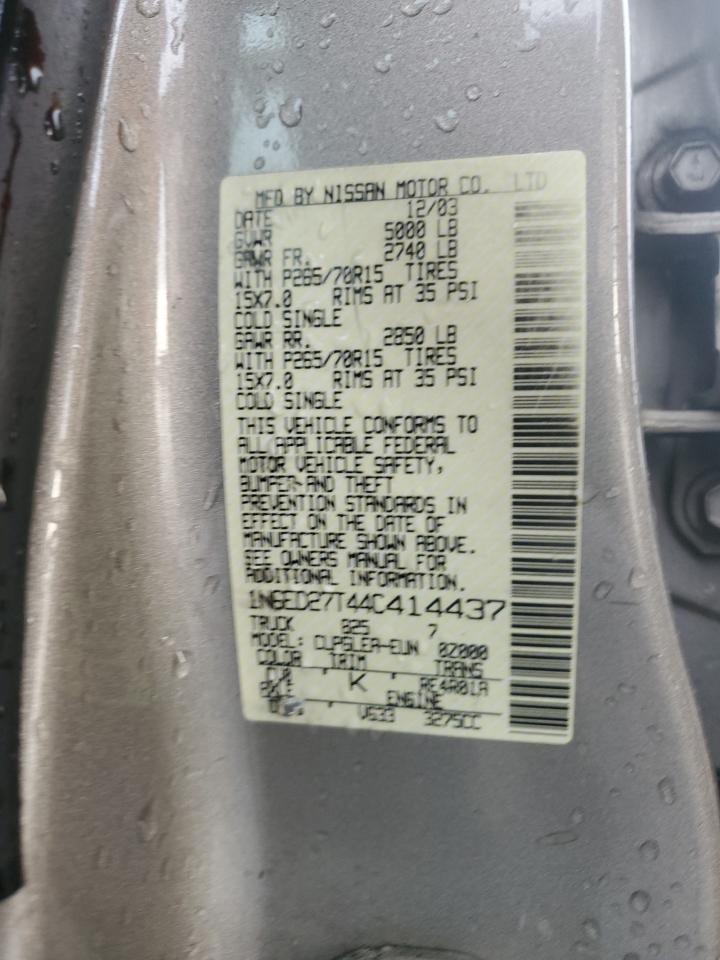 MFD BY NISSAN MOTOR CO. LTD
DATE 12/03
GVWR 5000 LB
GAWR FR. 2740 LB
WITH P265/70R15 TIRES
15X7.0 RIMS AT 35 PSI
COLD SINGLE
GAWR RR. 2850 LB
WITH P265/70R15 TIRES
15X7.0 RIMS AT 35 PSI
COLD SINGLE
THIS VEHICLE CONFORMS TO
ALL APPLICABLE FEDERAL
MOTOR VEHICLE SAFETY,
BUMPER AND THEFT
PREVENTION STANDARDS IN
EFFECT ON THE DATE OF
MANUFACTURE SHOWN ABOVE.
SEE OWNERS MANUAL FOR
ADDITIONAL INFORMATION.
1N6ED27T44C414437
TRUCK 825 7
MODEL: CLPGLEA-EUN 0Z000
COLOR TRIM TRANS
CV0 K RE4R01A
AXLE ENGINE
VG33 3275CC